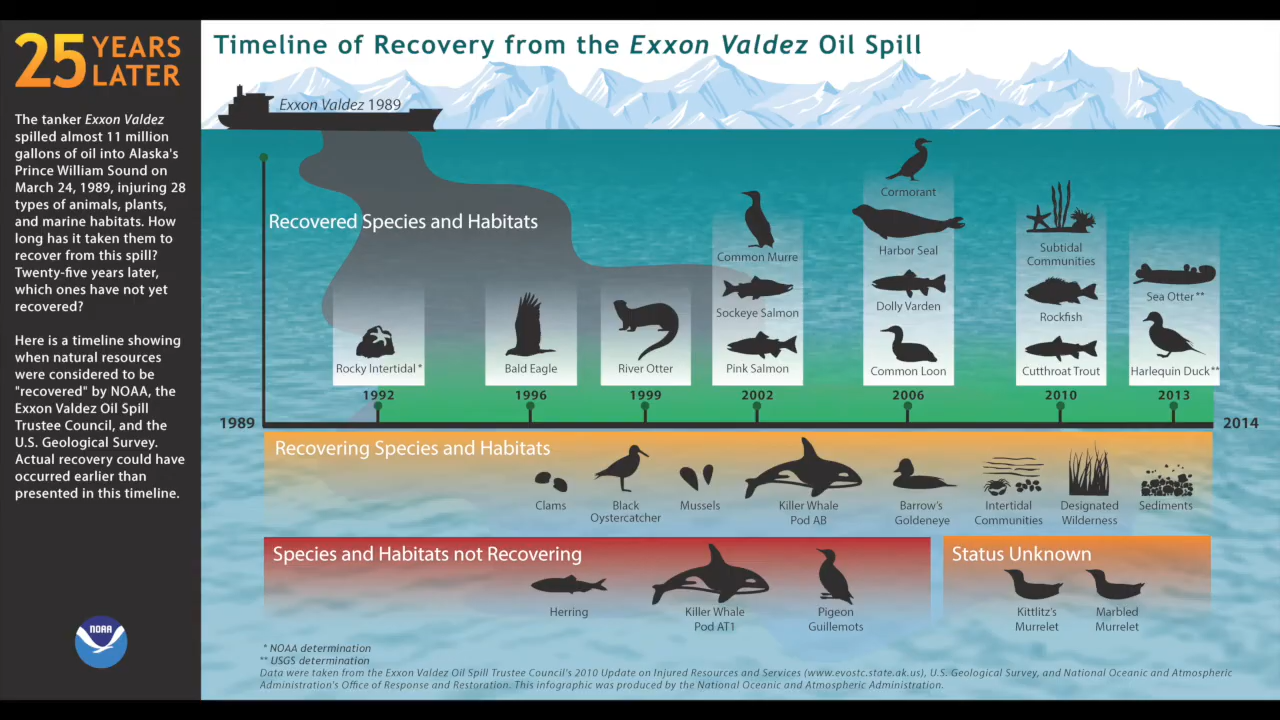 25 YEARS
LATER
The tanker Exxon Valdez
spilled almost 11 million
gallons of oil into Alaska's
Prince William Sound on
March 24, 1989, injuring 28
types of animals, plants,
and marine habitats. How
long has it taken them to
recover from this spill?
Twenty-five years later,
which ones have not yet
recovered?
Here is a timeline showing
when natural resources
were considered to be
"recovered" by NOAA, the
Exxon Valdez Oil Spill
Trustee Council, and the
U.S. Geological Survey.
Actual recovery could have
occurred earlier than
presented in this timeline.
NOAA
Timeline of Recovery from the Exxon Valdez Oil Spill
Exxon Valdez 1989
Recovered Species and Habitats
Rocky Intertidal *
Bald Eagle
River Otter
Common Murre
Sockeye Salmon
Pink Salmon
Cormorant
Harbor Seal
Dolly Varden
Common Loon
Subtidal
Communities
Rockfish
Cutthroat Trout
Sea Otter **
Harlequin Duck**
1989
1992
1996
1999
2002
2006
2010
2013
2014
Recovering Species and Habitats
Clams
Black
Oystercatcher
Mussels
Killer Whale
Pod AB
Barrow's
Goldeneye
Intertidal
Communities
Designated
Wilderness
Sediments
Species and Habitats not Recovering
Herring
Killer Whale
Pod AT1
Pigeon
Guillemots
Status Unknown
Kittlitz's
Murrelet
Marbled
Murrelet
* NOAA determination
** USGS determination
Data were taken from the Exxon Valdez Oil Spill Trustee Council's 2010 Update on Injured Resources and Services (www.evostc.state.ak.us), U.S. Geological Survey, and National Oceanic and Atmospheric
Administration's Office of Response and Restoration. This infographic was produced by the National Oceanic and Atmospheric Administration.